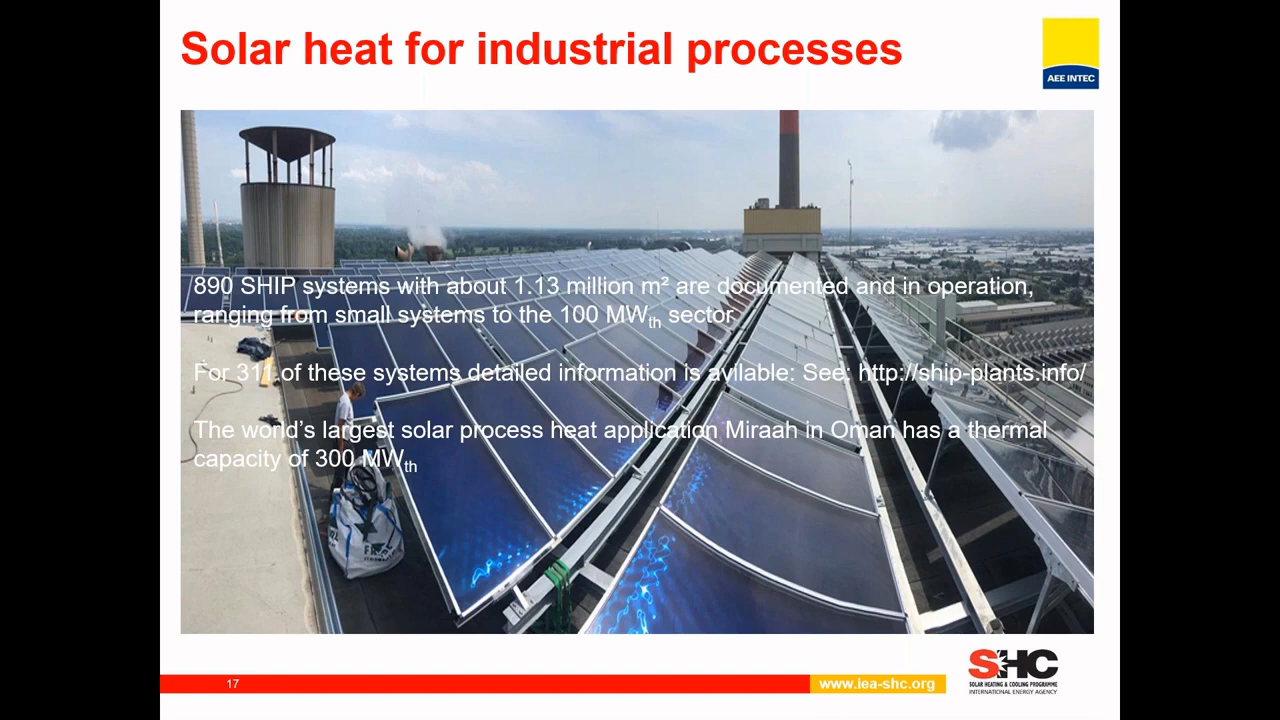 Solar heat for industrial processes
AEE INTEC
890 SHIP systems with about 1.13 million m² are documented and in operation,
ranging from small systems to the 100 MWth sector
For 311 of these systems detailed information is avilable: See: http://ship-plants.info/
The world's largest solar process heat application Miraah in Oman has a thermal
capacity of 300 MWth
17
www.iea-shc.org
SHC
SOLAR HEATING & COOLING PROGRAMME
INTERNATIONAL ENERGY AGENCY